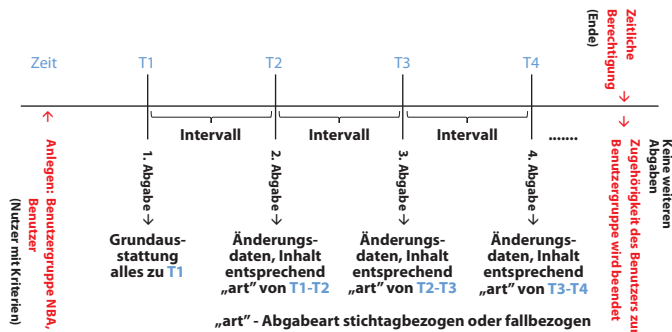 Zeit
T1
T2
T3
T4
Zeitliche
Berechtigung
(Ende)
Intervall
Intervall
Intervall
.......
Anlegen: Benutzergruppe NBA,
Benutzer
(Nutzer mit Kriterien)
1. Abgabe
2. Abgabe
3. Abgabe
4. Abgabe
Keine weiteren
Abgaben
Zugehörigkeit des Benutzers zur
Benutzergruppe wird beendet
Grundaus-
stattung
alles zu T1
Änderungs-
daten, Inhalt
entsprechend
„art” von T1-T2
Änderungs-
daten, Inhalt
entsprechend
„art” von T2-T3
Änderungs-
daten, Inhalt
entsprechend
„art” von T3-T4
„art” - Abgabeart stichtagbezogen oder fallbezogen